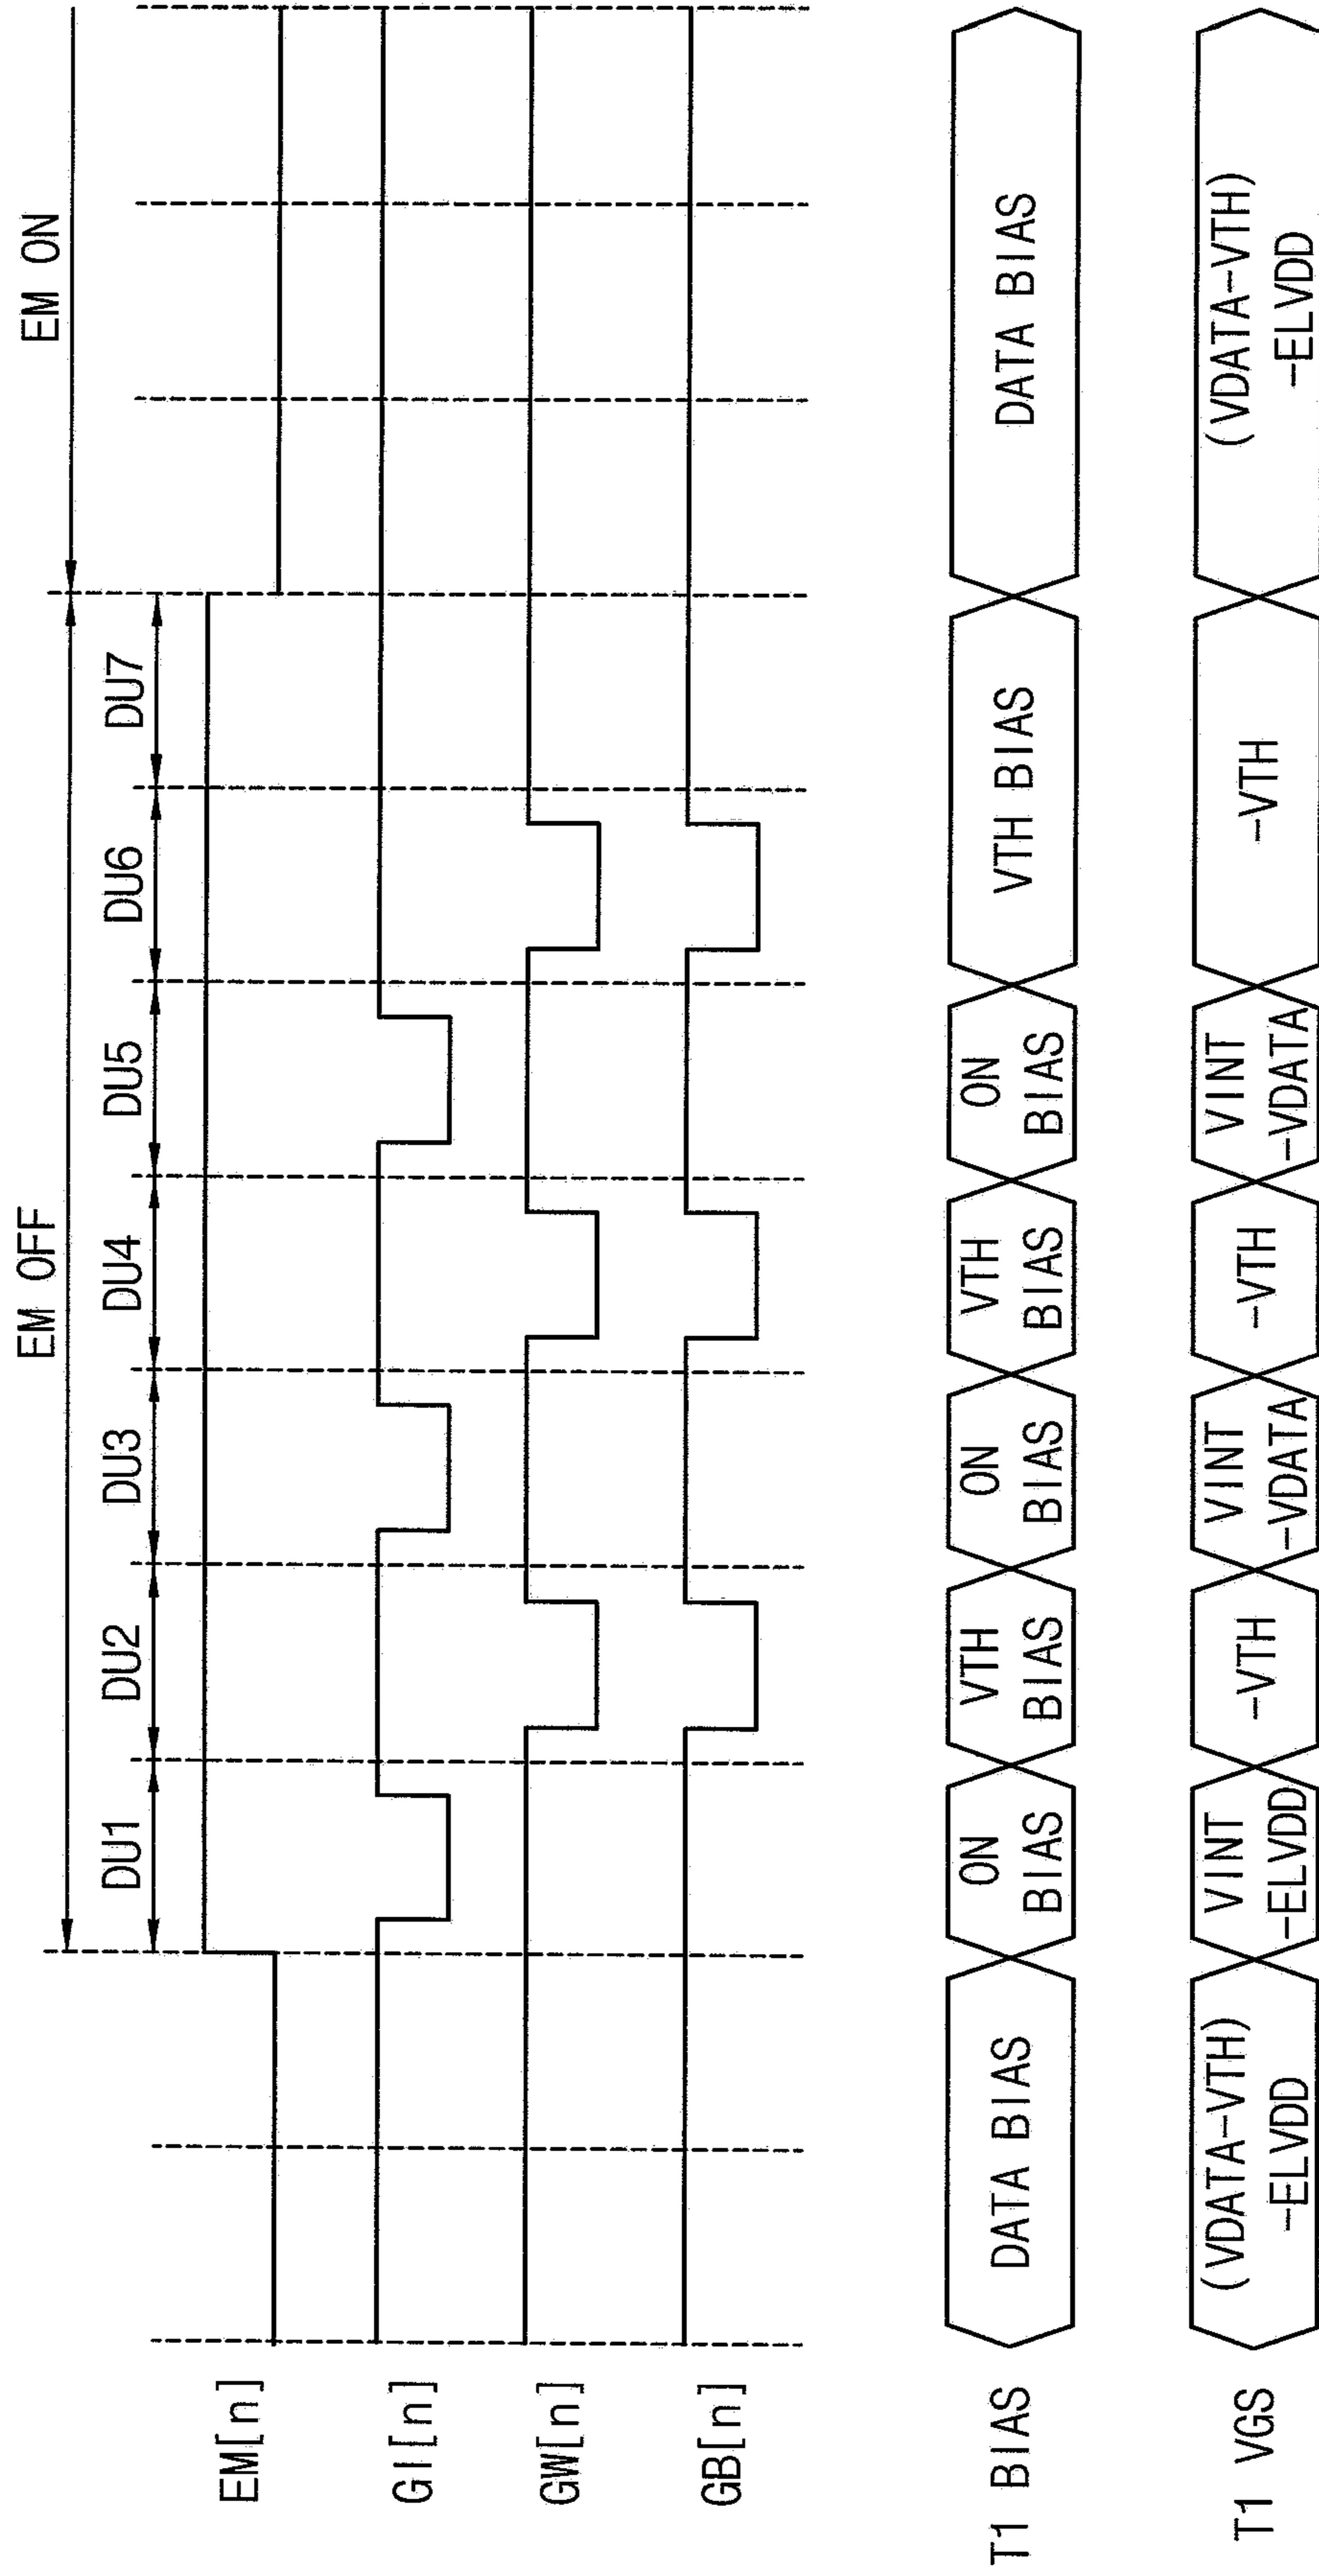 EM OFF
EM ON
DU1
DU2
DU3
DU4
DU5
DU6
DU7
EM[n]
GI[n]
GW[n]
GB[n]
T1 BIAS
DATA BIAS
ON
BIAS
VTH
BIAS
ON
BIAS
VTH
BIAS
ON
BIAS
VTH BIAS
DATA BIAS
T1 VGS
(VDATA-VTH)
-ELVDD
VINT
-ELVDD
-VTH
VINT
-VDATA
-VTH
VINT
-VDATA
-VTH
(VDATA-VTH)
-ELVDD